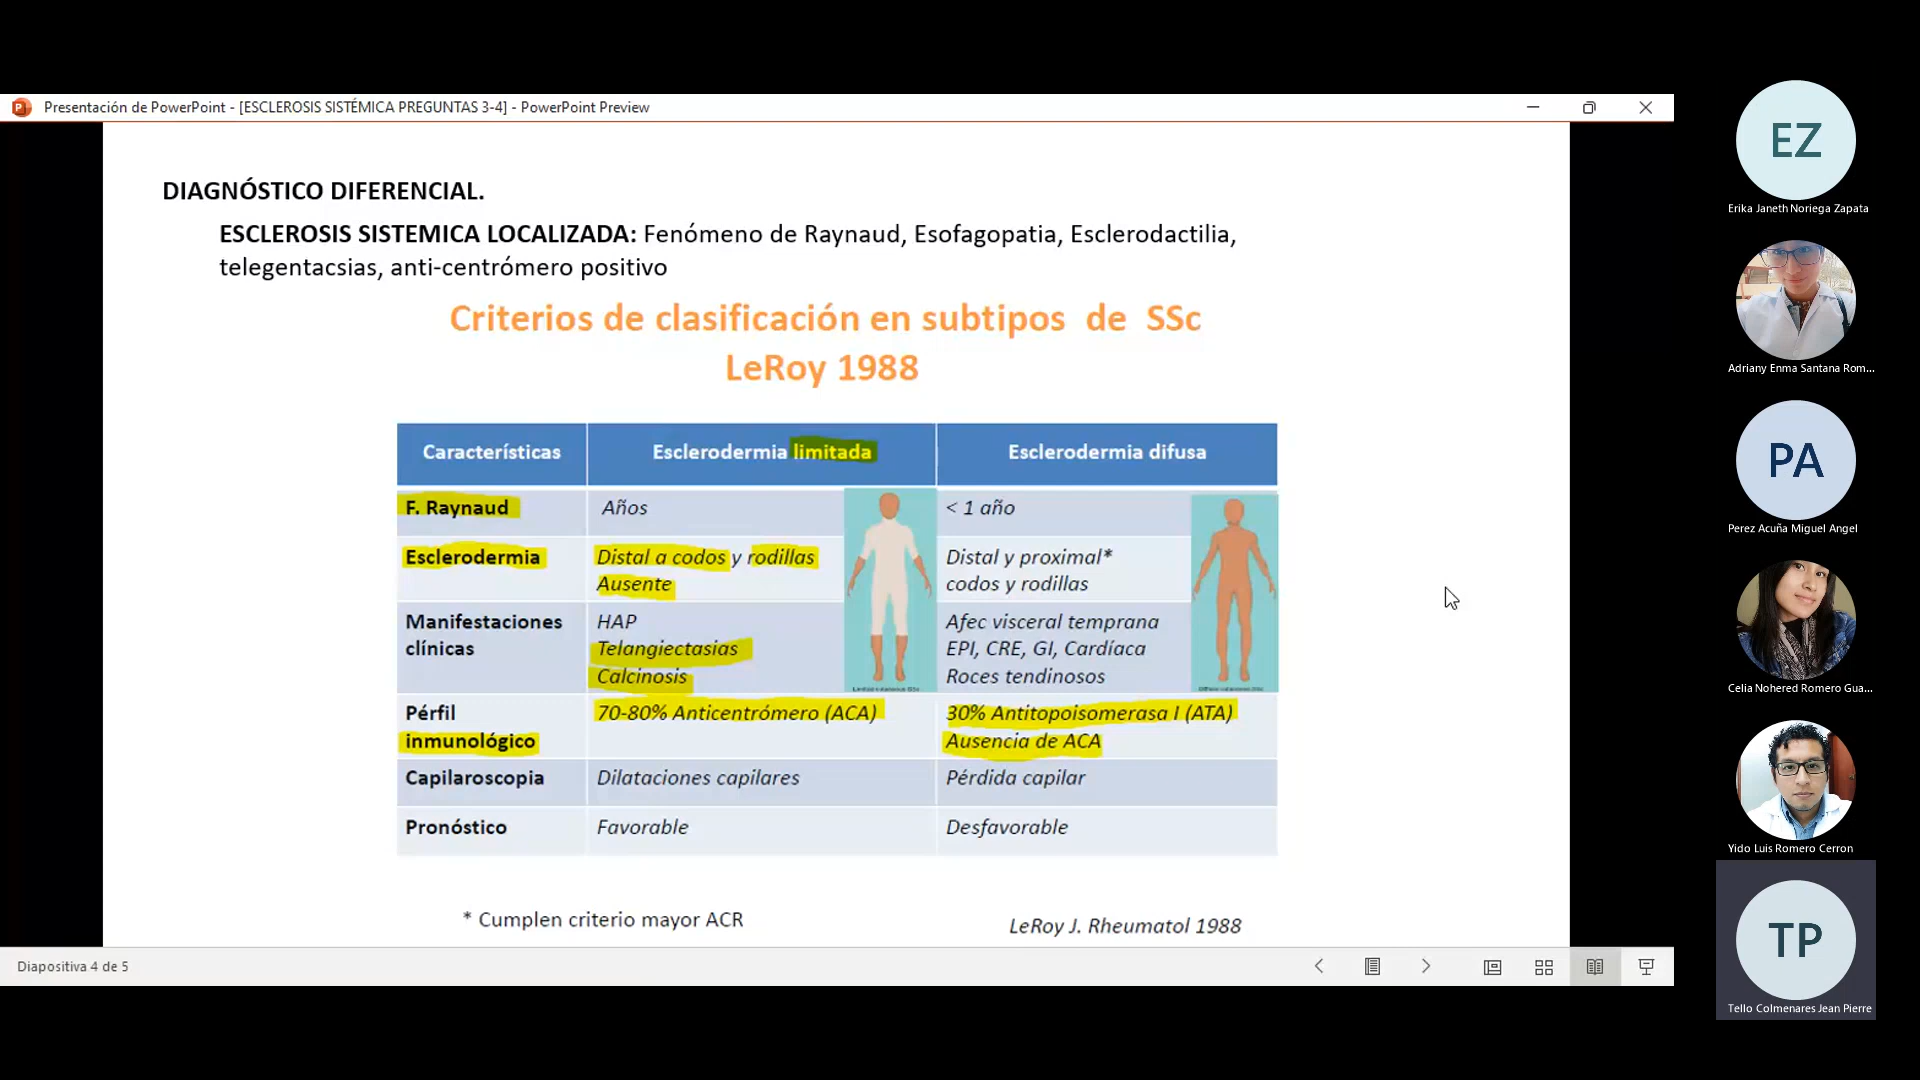 Presentación de PowerPoint - [ESCLEROSIS SISTÉMICA PREGUNTAS 3-4] - PowerPoint Preview
DIAGNÓSTICO DIFERENCIAL.
ESCLEROSIS SISTEMICA LOCALIZADA: Fenómeno de Raynaud, Esofagopatia, Esclerodactilia,
telegentacsias, anti-centrómero positivo
Criterios de clasificación en subtipos de SSc
LeRoy 1988
Características Esclerodermia limitada Esclerodermia difusa
F. Raynaud Años < 1 año
Esclerodermia Distal a codos y rodillas Distal y proximal*
Ausente codos y rodillas
Manifestaciones HAP Afec visceral temprana
clínicas Telangiectasias EPI, CRE, GI, Cardíaca
Calcinosis Roces tendinosos
Pérfil 70-80% Anticentrómero (ACA) 30% Antitopoisomerasa I (ATA)
inmunológico Ausencia de ACA
Capilaroscopia Dilataciones capilares Pérdida capilar
Pronóstico Favorable Desfavorable
* Cumplen criterio mayor ACR
LeRoy J. Rheumatol 1988
Diapositiva 4 de 5
EZ
Erika Janeth Noriega Zapata
Adriany Enma Santana Rom...
PA
Perez Acuña Miguel Angel
Celia Nohered Romero Gua...
Yido Luis Romero Cerron
TP
Tello Colmenares Jean Pierre